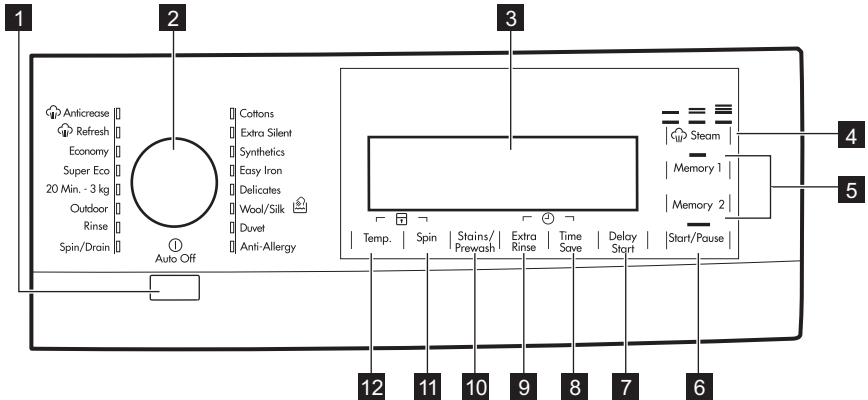 1
2
3
Anticrease
Refresh
Economy
Super Eco
20 Min. - 3 kg
Outdoor
Rinse
Spin/Drain
Auto Off
Cottons
Extra Silent
Synthetics
Easy Iron
Delicates
Wool/Silk
Duvet
Anti-Allergy
Temp.
Spin
Stains/
Prewash
Extra
Rinse
Time
Save
Delay
Start
Steam
Memory 1
Memory 2
Start/Pause
4
5
12
11
10
9
8
7
6